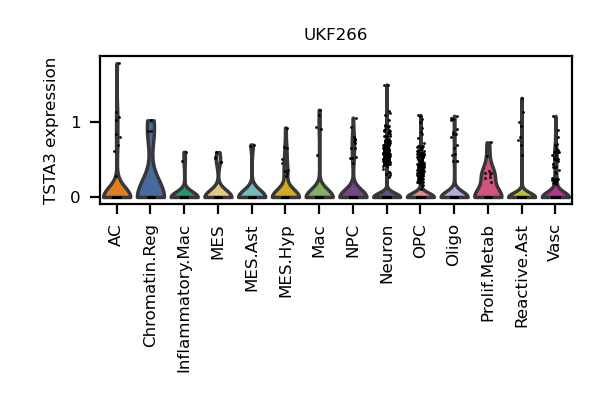 UKF266
TSTA3 expression
1
0
AC
Chromatin.Reg
Inflammatory.Mac
MES
MES.Ast
MES.Hyp
Mac
NPC
Neuron
OPC
Oligo
Prolif.Metab
Reactive.Ast
Vasc